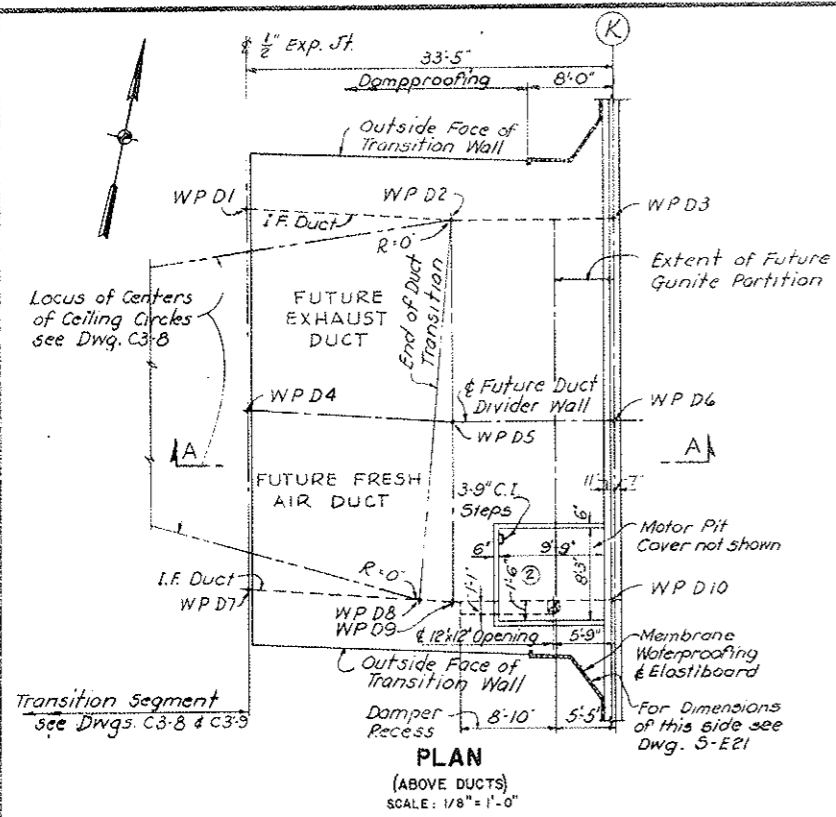 K
℄ 1/2" Exp. Jt.
33'-5"
Dampproofing
8'-0"
Outside Face of
Transition Wall
WP D1
WP D2
WP D3
I.F. Duct
R=0"
Extent of Future
Gunite Partition
Locus of Centers
of Ceiling Circles
see Dwg. C3-8
FUTURE
EXHAUST
DUCT
End of Duct
Transition
WP D4
℄ Future Duct
Divider Wall
WP D6
WP D5
A
A
11"
7"
FUTURE FRESH
AIR DUCT
3-9" C.I.
Steps
6"
Motor Pit
Cover not shown
6"
9'-9"
8'-3"
2
1'-6"
1'-1"
I.F. Duct
R=0"
WP D7
WP D8
WP D9
WP D10
℄ 12"x12" Opening
5'-9"
Outside Face of
Transition Wall
Membrane
Waterproofing
& Elastiboard
Transition Segment
see Dwgs. C3-8 & C3-9
Damper
Recess
8'-10"
5'-5"
For Dimensions
of this side see
Dwg. S-E21
PLAN
(ABOVE DUCTS)
SCALE: 1/8" = 1'-0"